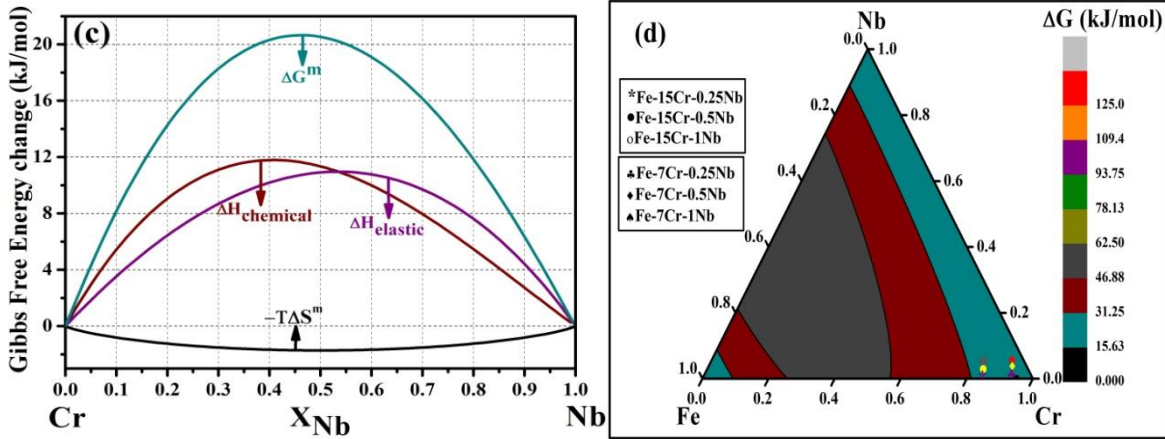 (c)
Gibbs Free Energy change (kJ/mol)
20
16
12
8
4
0
ΔG^m
ΔH_chemical
ΔH_elastic
−TΔS^m
0.0 0.1 0.2 0.3 0.4 0.5 0.6 0.7 0.8 0.9 1.0
Cr X_Nb Nb
(d)
Nb
ΔG (kJ/mol)
*Fe-15Cr-0.25Nb
●Fe-15Cr-0.5Nb
○Fe-15Cr-1Nb
♣Fe-7Cr-0.25Nb
♦Fe-7Cr-0.5Nb
♠Fe-7Cr-1Nb
0.0
0.2
0.4
0.6
0.8
1.0
1.0
0.8
0.6
0.4
0.2
0.0
0.0 0.2 0.4 0.6 0.8 1.0
Fe Cr
125.0
109.4
93.75
78.13
62.50
46.88
31.25
15.63
0.000